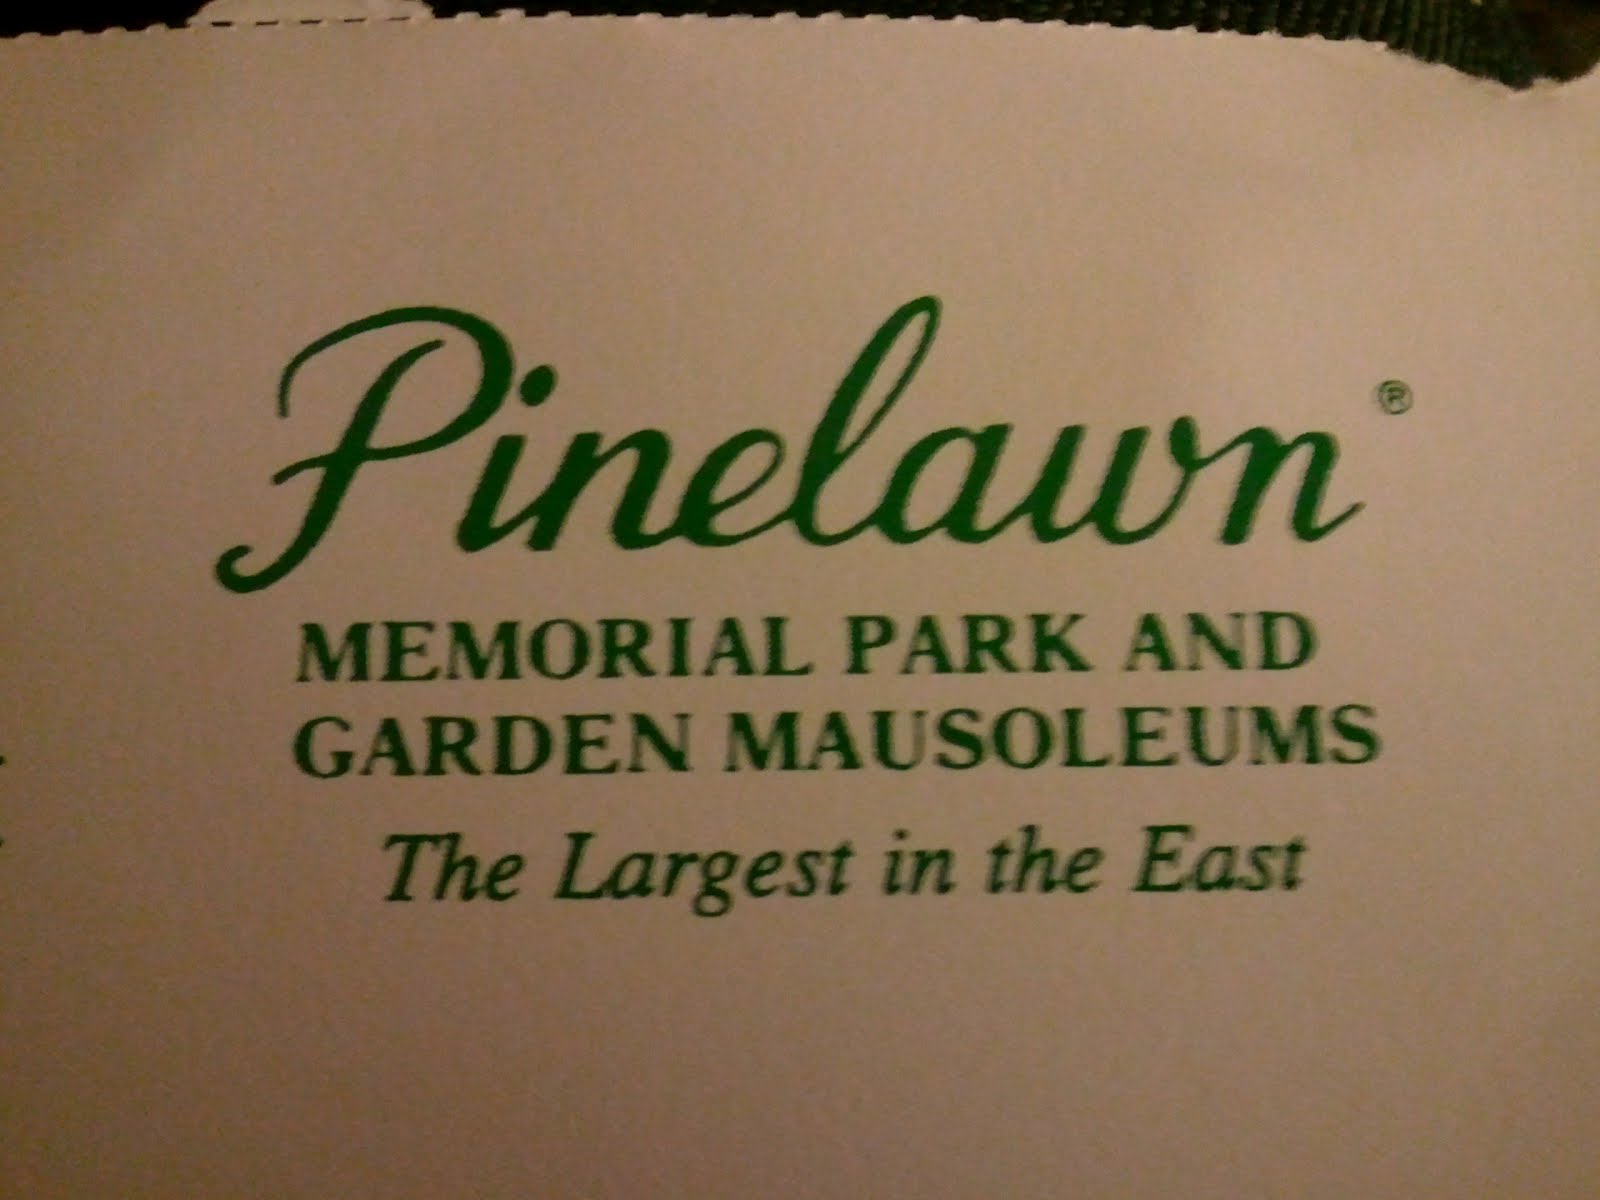 Pinelawn®
MEMORIAL PARK AND
GARDEN MAUSOLEUMS
The Largest in the East